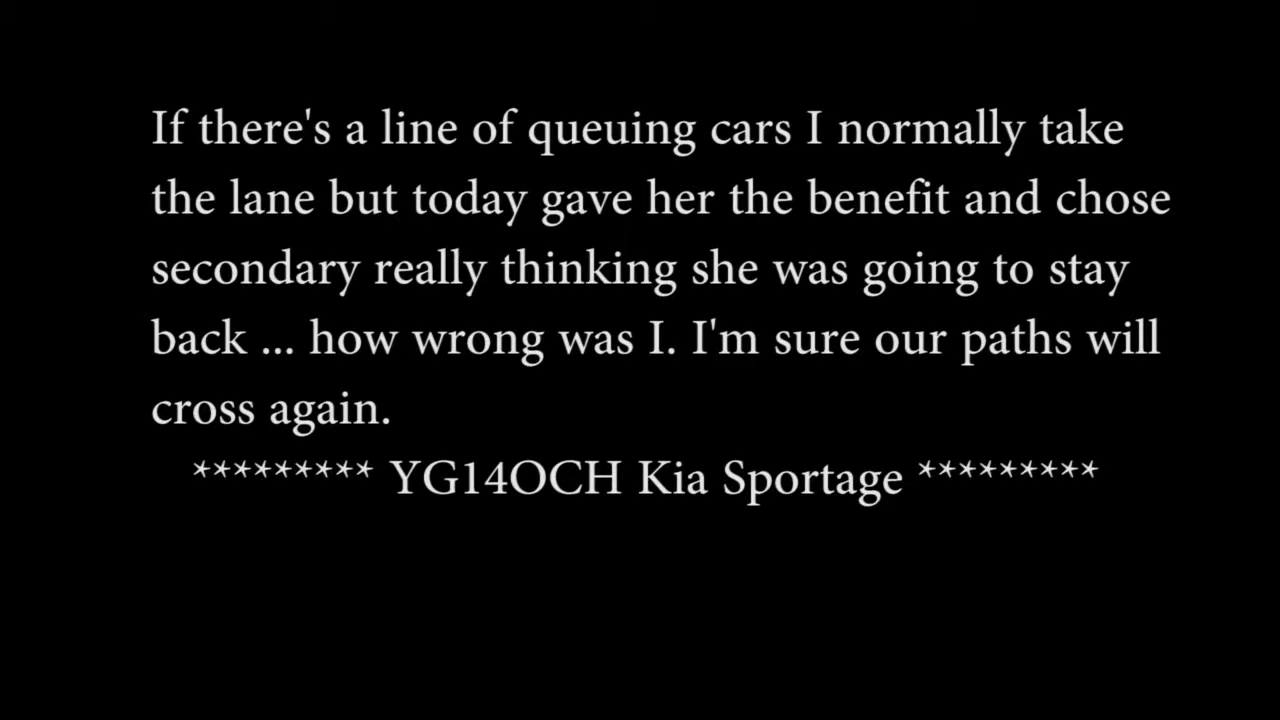 If there's a line of queuing cars I normally take
the lane but today gave her the benefit and chose
secondary really thinking she was going to stay
back ... how wrong was I. I'm sure our paths will
cross again.
********* YG14OCH Kia Sportage *********